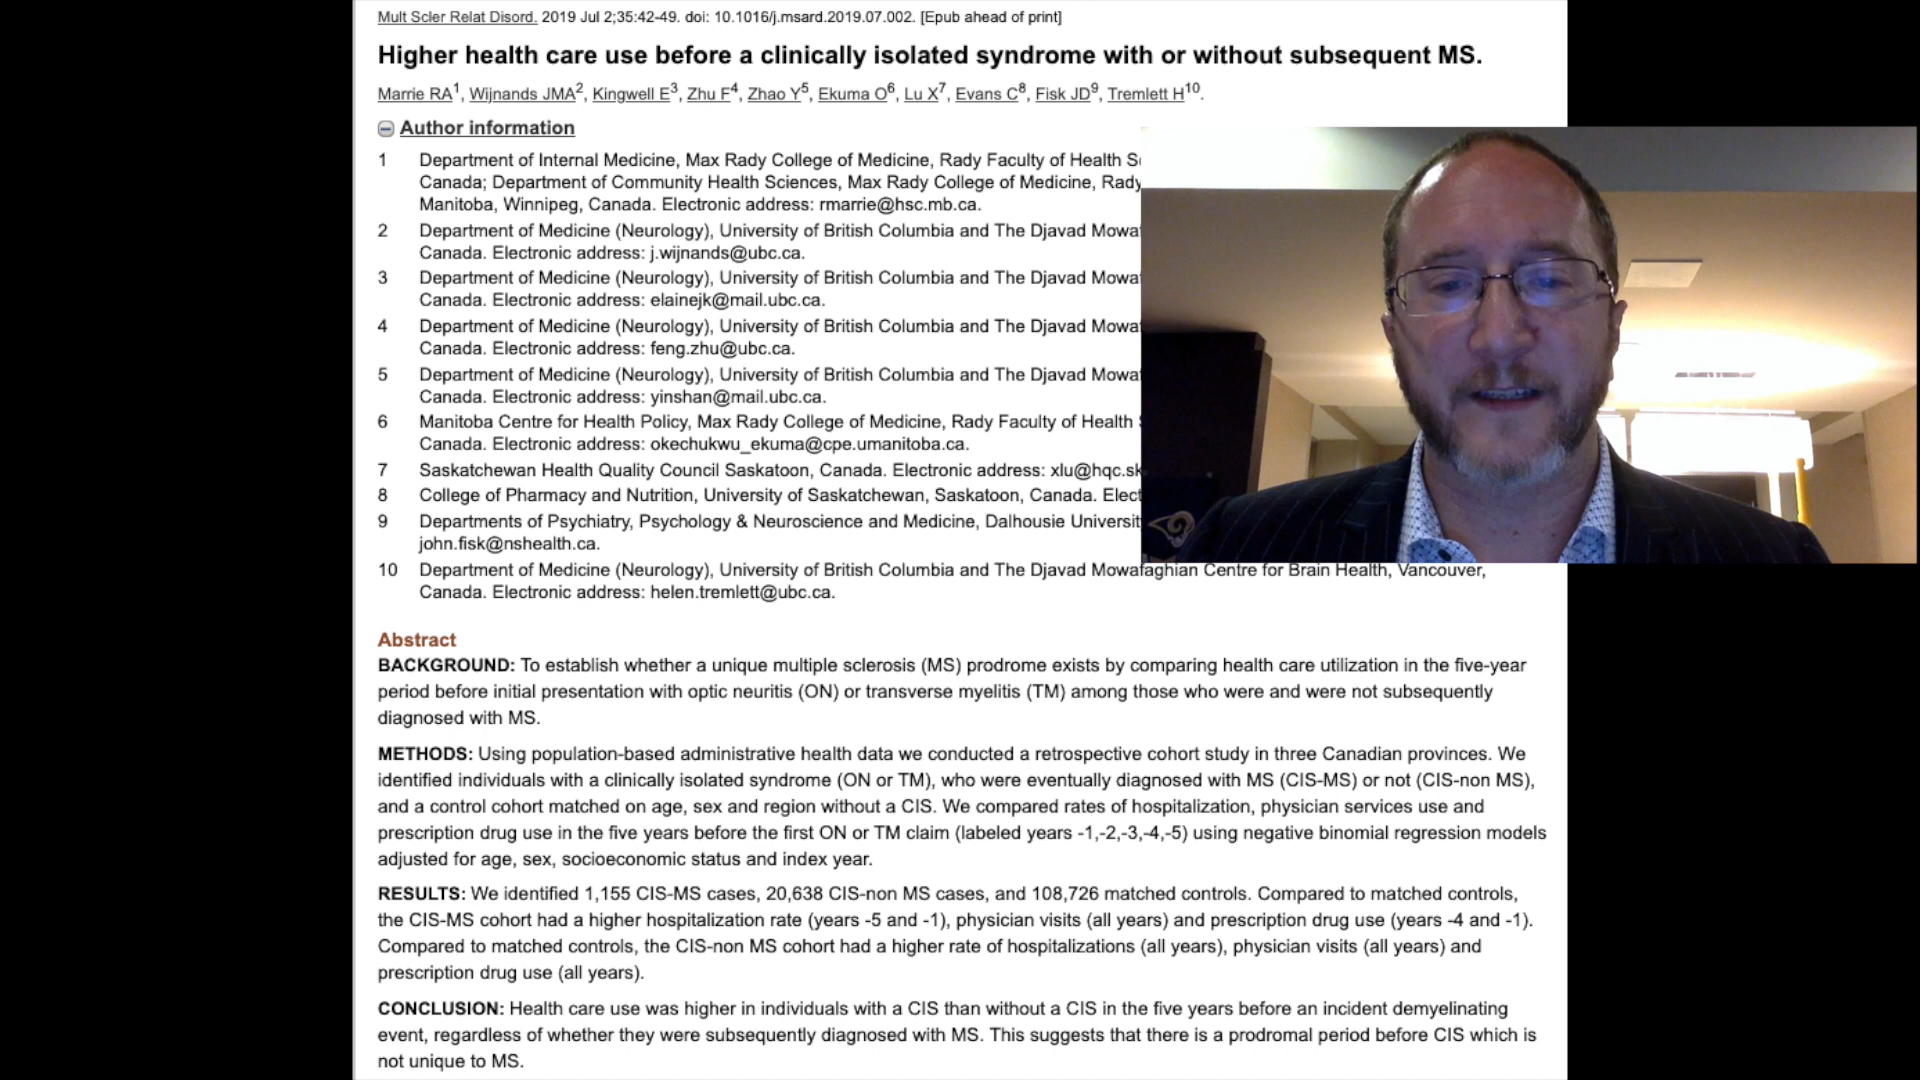 Mult Scler Relat Disord. 2019 Jul 2;35:42-49. doi: 10.1016/j.msard.2019.07.002. [Epub ahead of print]
Higher health care use before a clinically isolated syndrome with or without subsequent MS.
Marrie RA1, Wijnands JMA2, Kingwell E3, Zhu F4, Zhao Y5, Ekuma O6, Lu X7, Evans C8, Fisk JD9, Tremlett H10.
Author information
1 Department of Internal Medicine, Max Rady College of Medicine, Rady Faculty of Health
Canada; Department of Community Health Sciences, Max Rady College of Medicine, Rady
Manitoba, Winnipeg, Canada. Electronic address: rmarrie@hsc.mb.ca.
2 Department of Medicine (Neurology), University of British Columbia and The Djavad
Canada. Electronic address: j.wijnands@ubc.ca.
3 Department of Medicine (Neurology), University of British Columbia and The Djavad
Canada. Electronic address: elainejk@mail.ubc.ca.
4 Department of Medicine (Neurology), University of British Columbia and The Djavad
Canada. Electronic address: feng.zhu@ubc.ca.
5 Department of Medicine (Neurology), University of British Columbia and The Djavad
Canada. Electronic address: yinshan@mail.ubc.ca.
6 Manitoba Centre for Health Policy, Max Rady College of Medicine, Rady Faculty of Health
Canada. Electronic address: okechukwu_ekuma@cpe.umanitoba.ca.
7 Saskatchewan Health Quality Council Saskatoon, Canada. Electronic address: xlu@hqc.sk
8 College of Pharmacy and Nutrition, University of Saskatchewan, Saskatoon, Canada.
9 Departments of Psychiatry, Psychology & Neuroscience and Medicine, Dalhousie
john.fisk@nshealth.ca.
10 Department of Medicine (Neurology), University of British Columbia and The Djavad Mowafaghian Centre for Brain Health, Vancouver,
Canada. Electronic address: helen.tremlett@ubc.ca.
Abstract
BACKGROUND: To establish whether a unique multiple sclerosis (MS) prodrome exists by comparing health care utilization in the five-year
period before initial presentation with optic neuritis (ON) or transverse myelitis (TM) among those who were and were not subsequently
diagnosed with MS.
METHODS: Using population-based administrative health data we conducted a retrospective cohort study in three Canadian provinces. We
identified individuals with a clinically isolated syndrome (ON or TM), who were eventually diagnosed with MS (CIS-MS) or not (CIS-non MS),
and a control cohort matched on age, sex and region without a CIS. We compared rates of hospitalization, physician services use and
prescription drug use in the five years before the first ON or TM claim (labeled years -1,-2,-3,-4,-5) using negative binomial regression models
adjusted for age, sex, socioeconomic status and index year.
RESULTS: We identified 1,155 CIS-MS cases, 20,638 CIS-non MS cases, and 108,726 matched controls. Compared to matched controls,
the CIS-MS cohort had a higher hospitalization rate (years -5 and -1), physician visits (all years) and prescription drug use (years -4 and -1).
Compared to matched controls, the CIS-non MS cohort had a higher rate of hospitalizations (all years), physician visits (all years) and
prescription drug use (all years).
CONCLUSION: Health care use was higher in individuals with a CIS than without a CIS in the five years before an incident demyelinating
event, regardless of whether they were subsequently diagnosed with MS. This suggests that there is a prodromal period before CIS which is
not unique to MS.